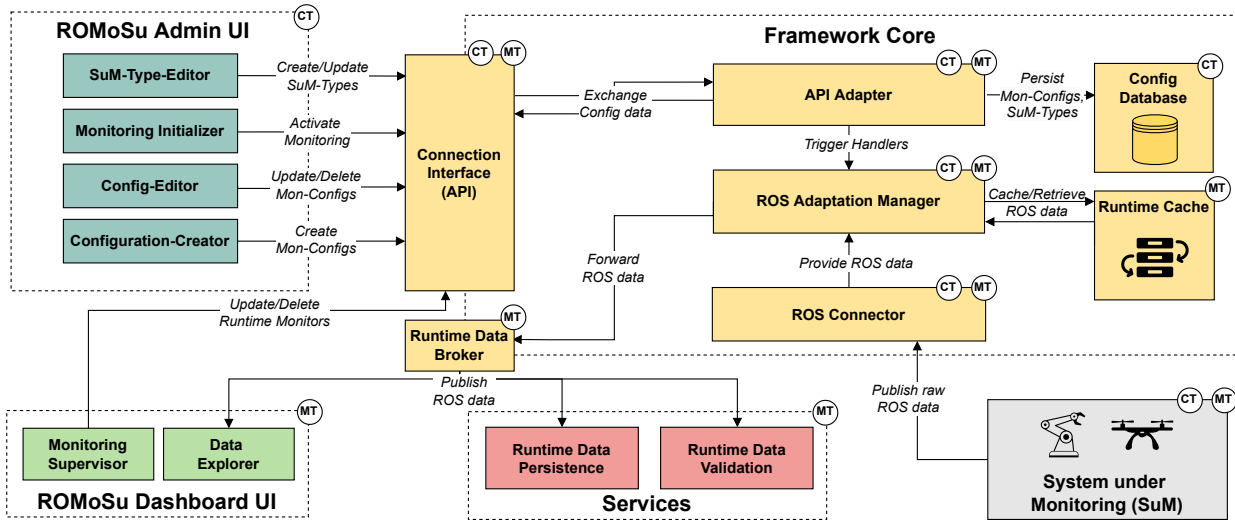 ROMoSu Admin UI
CT
SuM-Type-Editor
Monitoring Initializer
Config-Editor
Configuration-Creator
Create/Update
SuM-Types
Activate
Monitoring
Update/Delete
Mon-Configs
Create
Mon-Configs
CT
MT
Connection
Interface
(API)
Framework Core
Exchange
Config data
CT
MT
API Adapter
Persist
Mon-Configs,
SuM-Types
CT
Config
Database
Trigger Handlers
CT
MT
ROS Adaptation Manager
Cache/Retrieve
ROS data
MT
Runtime Cache
Forward
ROS data
Provide ROS data
CT
MT
ROS Connector
Update/Delete
Runtime Monitors
MT
Runtime Data
Broker
Publish
ROS data
Publish raw
ROS data
MT
Monitoring
Supervisor
Data
Explorer
ROMoSu Dashboard UI
MT
Runtime Data
Persistence
Runtime Data
Validation
Services
CT
MT
System under
Monitoring (SuM)